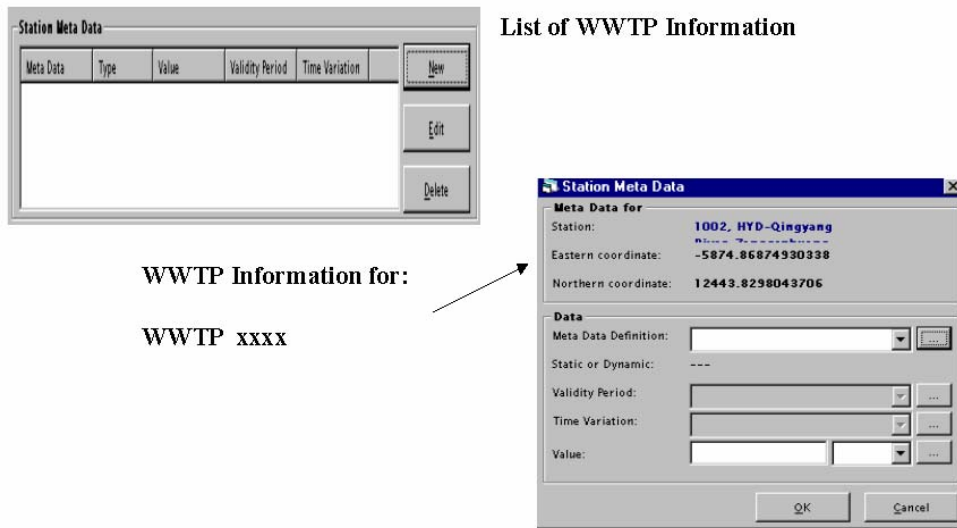 Station Meta Data
Meta Data Type Value Validity Period Time Variation
New
Edit
Delete
List of WWTP Information
WWTP Information for:
WWTP xxxx
Station Meta Data
Meta Data for
Station: 1002, HYD-Qingyang
Eastern coordinate: -5874.86874930338
Northern coordinate: 12443.8298043706
Data
Meta Data Definition: ...
Static or Dynamic: ---
Validity Period: ...
Time Variation: ...
Value: ...
OK Cancel